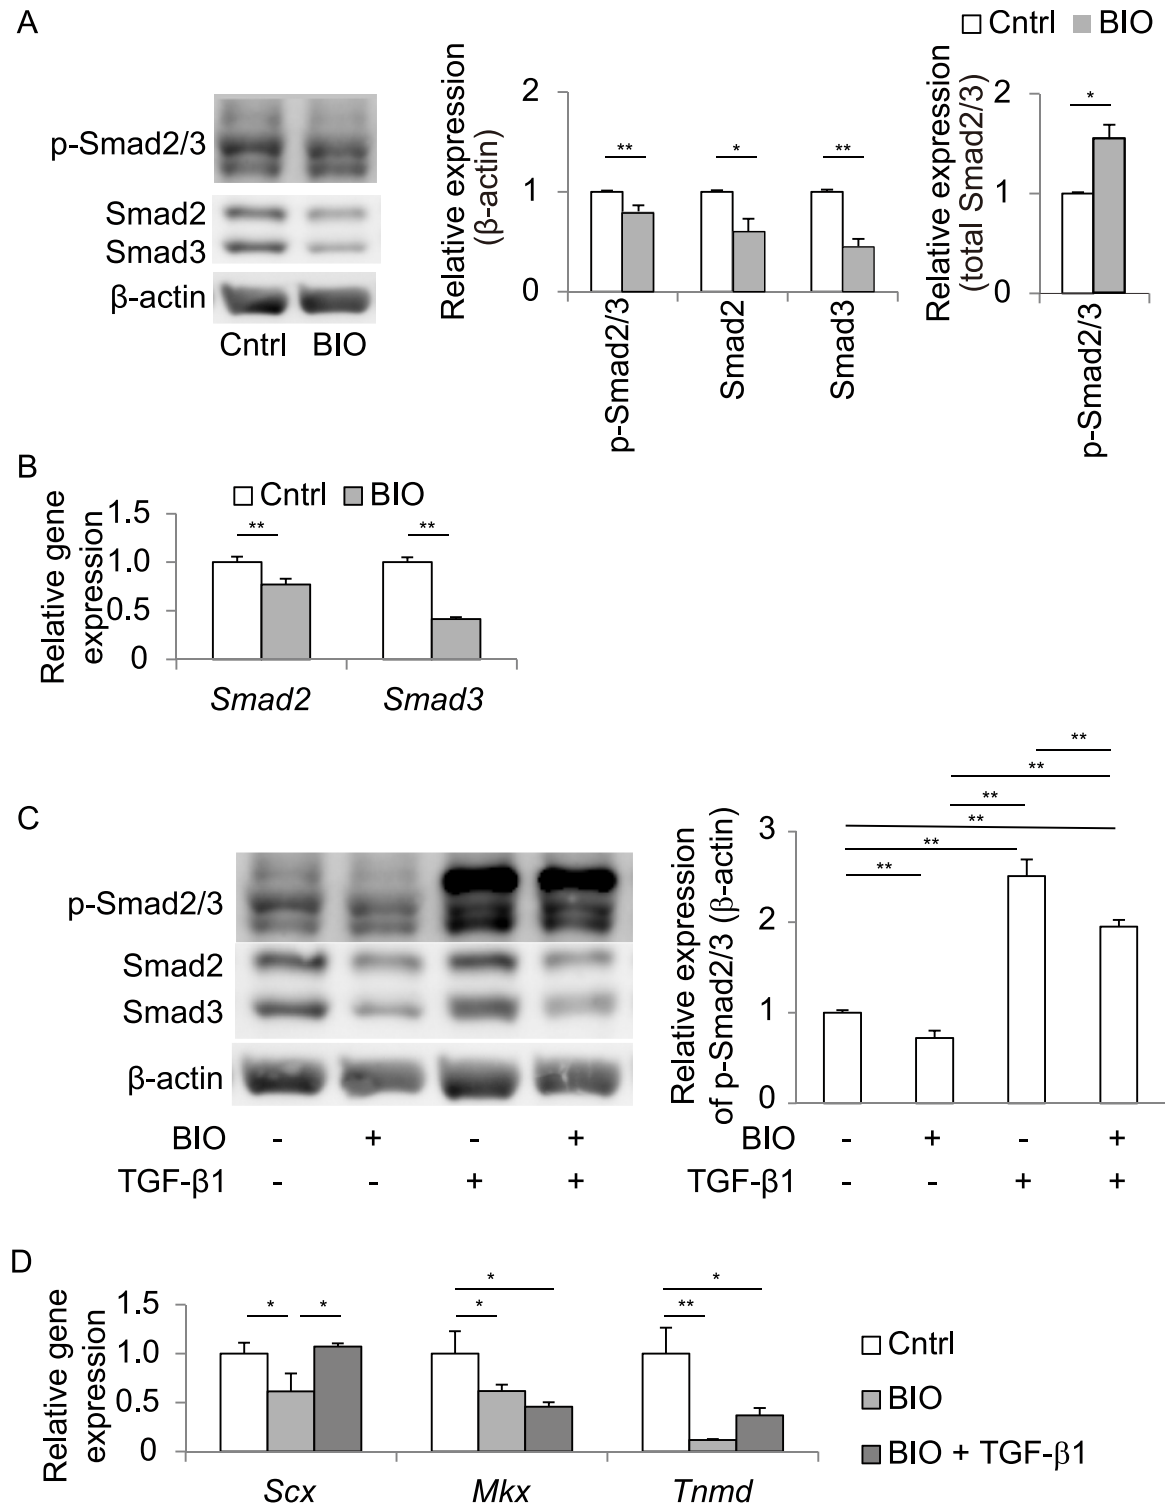 A
Cntrl BIO
p-Smad2/3
Smad2
Smad3
β-actin
Cntrl BIO
Relative expression
(β-actin)
2
1
0
**
*
**
p-Smad2/3
Smad2
Smad3
Relative expression
(total Smad2/3)
2
1
0
*
p-Smad2/3
B
Cntrl BIO
Relative gene
expression
1.5
1.0
0.5
0
**
**
Smad2 Smad3
C
p-Smad2/3
Smad2
Smad3
β-actin
BIO - + - +
TGF-β1 - - + +
Relative expression
of p-Smad2/3 (β-actin)
3
2
1
0
**
**
**
**
**
**
BIO - + - +
TGF-β1 - - + +
D
Relative gene
expression
1.5
1.0
0.5
0
* *
*
*
*
**
Scx Mkx Tnmd
Cntrl
BIO
BIO + TGF-β1